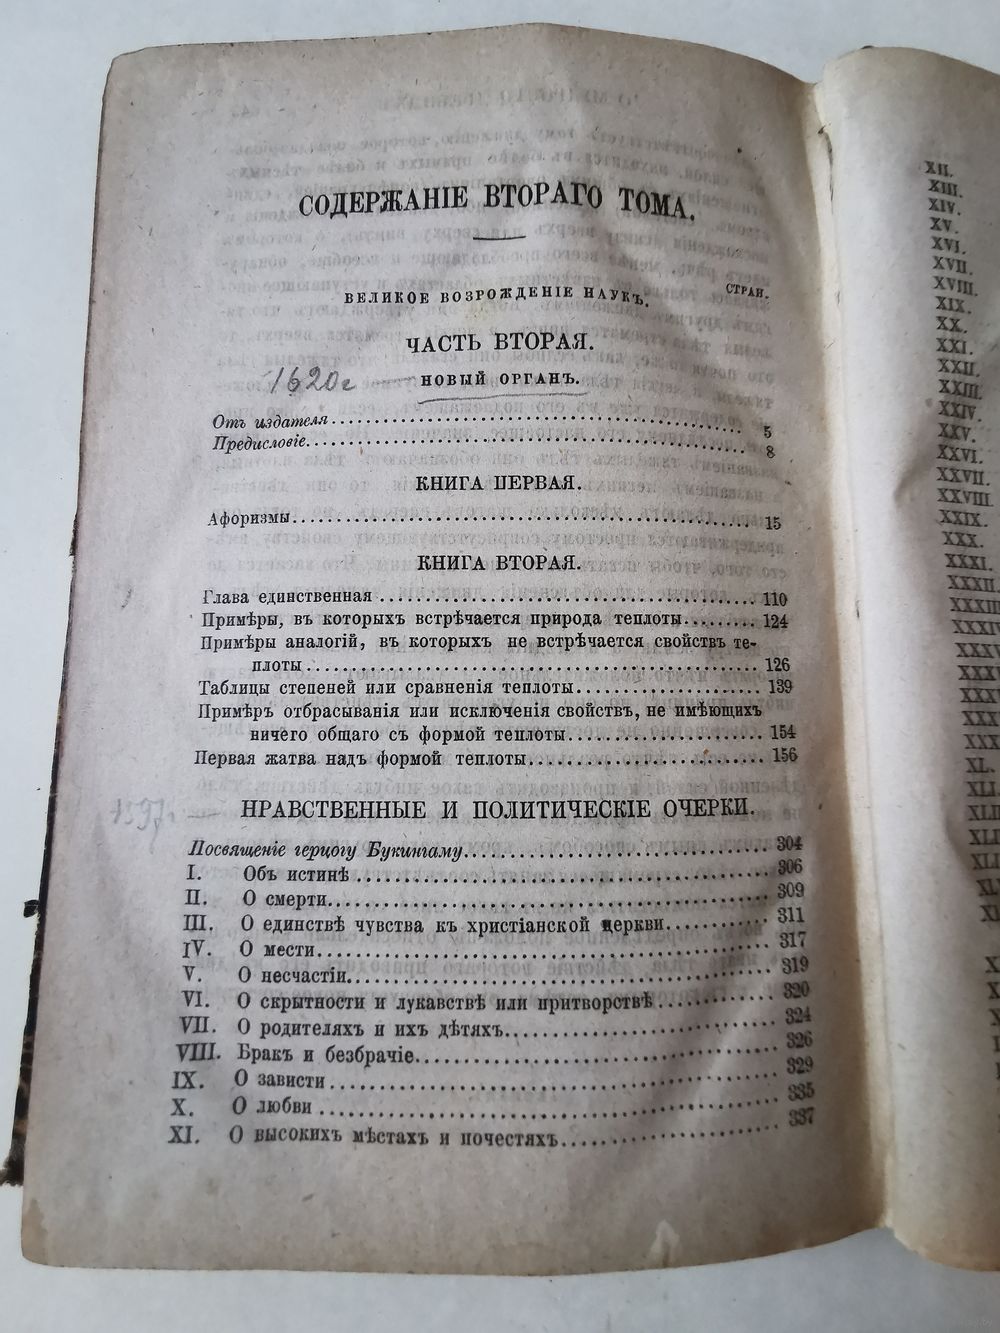 СОДЕРЖАНІЕ ВТОРАГО ТОМА.
ВЕЛИКОЕ ВОЗРОЖДЕНІЕ НАУКЪ.
СТРАН.
ЧАСТЬ ВТОРАЯ.
1620г
НОВЫЙ ОРГАНЪ.
Отъ издателя 5
Предисловіе 8
КНИГА ПЕРВАЯ.
Афоризмы 15
КНИГА ВТОРАЯ.
Глава единственная 110
Примѣры, въ которыхъ встрѣчается природа теплоты 124
Примѣры аналогій, въ которыхъ не встрѣчается свойствъ те-
плоты 126
Таблицы степеней или сравненія теплоты 139
Примѣръ отбрасыванія или исключенія свойствъ, не имѣющихъ
ничего общаго съ формой теплоты 154
Первая жатва надъ формой теплоты 156
1597г
НРАВСТВЕННЫЕ И ПОЛИТИЧЕСКІЕ ОЧЕРКИ.
Посвященіе герцогу Букингаму 304
I. Объ истинѣ 306
II. О смерти 309
III. О единствѣ чувства къ христіанской церкви 311
IV. О мести 317
V. О несчастіи 319
VI. О скрытности и лукавствѣ или притворствѣ 320
VII. О родителяхъ и ихъ дѣтяхъ 324
VIII. Бракъ и безбрачіе 326
IX. О зависти 329
X. О любви 335
XI. О высокихъ мѣстахъ и почестяхъ 337
XII.
XIII.
XIV.
XV.
XVI.
XVII.
XVIII.
XIX.
XX.
XXI.
XXII.
XXIII.
XXIV.
XXV.
XXVI.
XXVII.
XXVIII.
XXIX.
XXX.
XXXI.
XL.